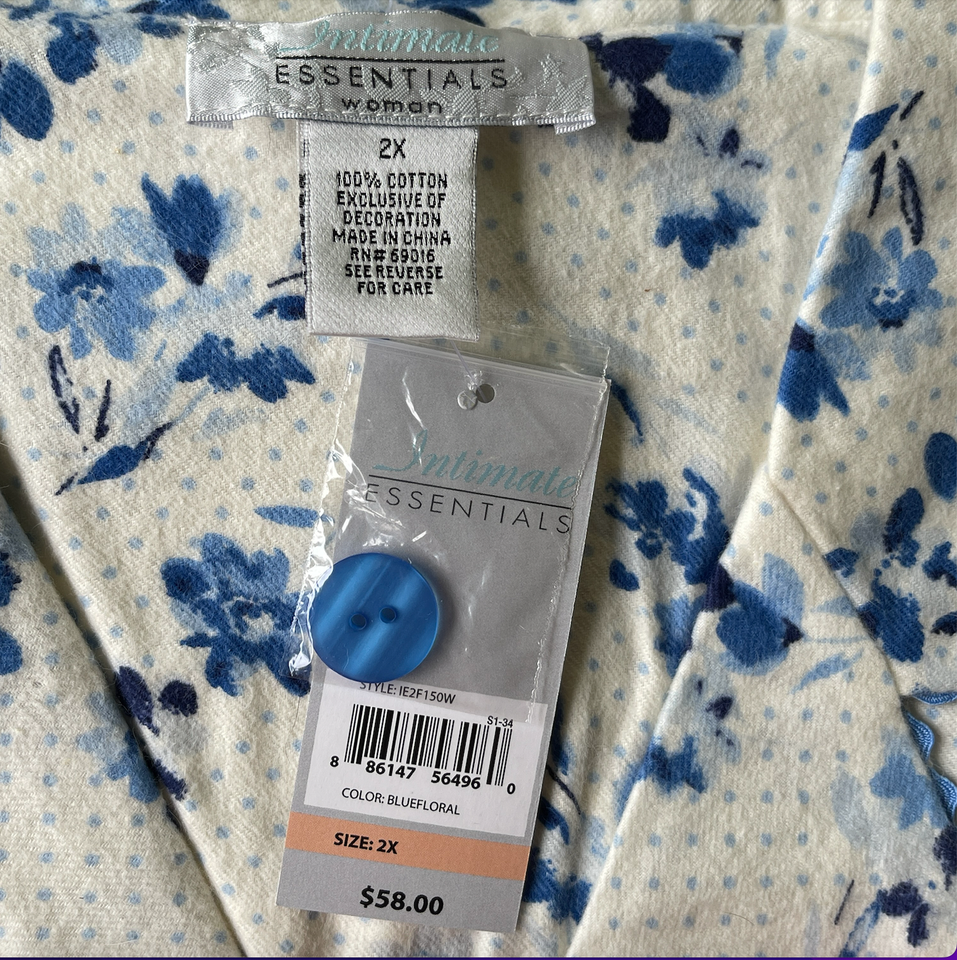 Intimate
ESSENTIALS
woman
2X
100% COTTON
EXCLUSIVE OF
DECORATION
MADE IN CHINA
RN# 69016
SEE REVERSE
FOR CARE
Intimate
ESSENTIALS
STYLE: IE2F150W
S1-34
8 86147 56496 0
COLOR: BLUEFLORAL
SIZE: 2X
$58.00